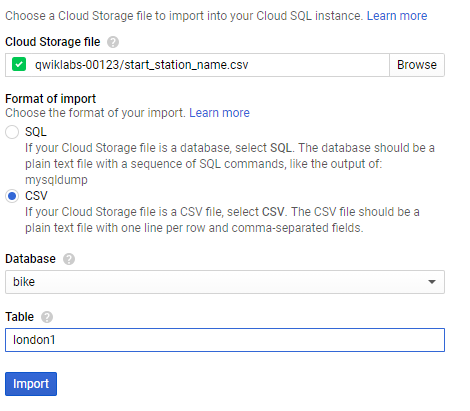 Choose a Cloud Storage file to import into your Cloud SQL instance. Learn more
Cloud Storage file
qwiklabs-00123/start_station_name.csv
Browse
Format of import
Choose the format of your import. Learn more
SQL
If your Cloud Storage file is a database, select SQL. The database should be a
plain text file with a sequence of SQL commands, like the output of:
mysqldump
CSV
If your Cloud Storage file is a CSV file, select CSV. The CSV file should be a
plain text file with one line per row and comma-separated fields.
Database
bike
Table
london1
Import